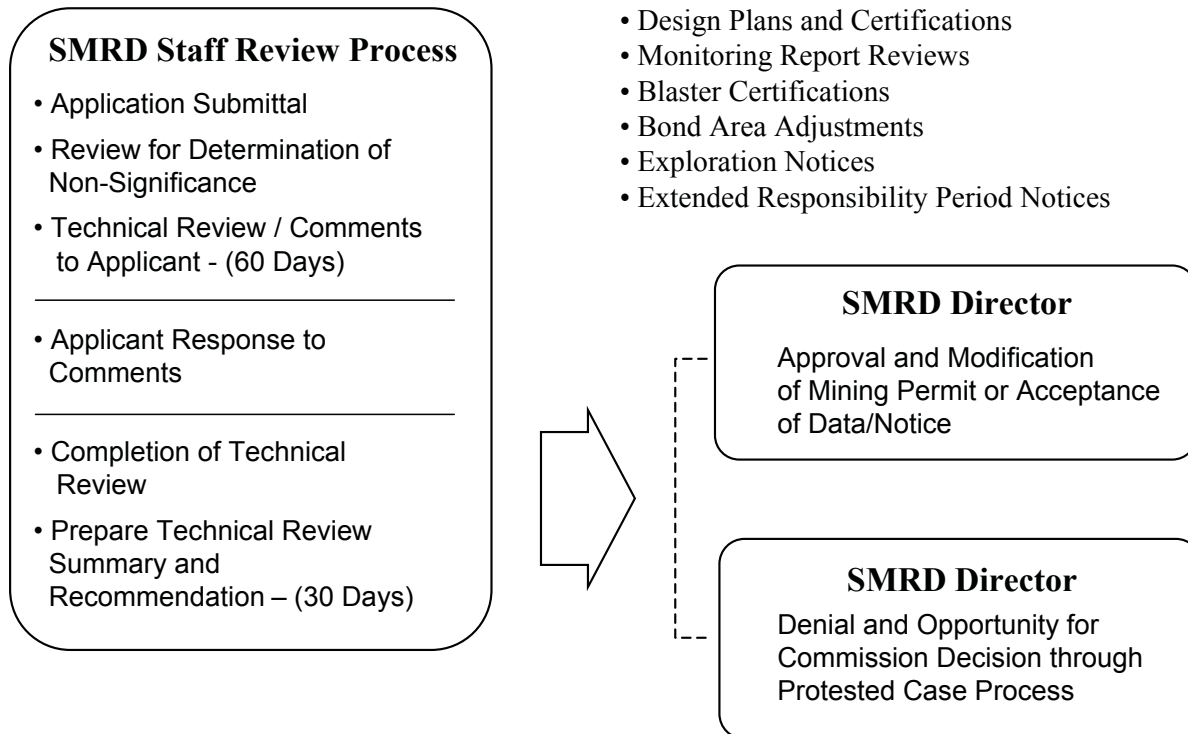 SMRD Staff Review Process
• Application Submittal
• Review for Determination of
Non-Significance
• Technical Review / Comments
to Applicant - (60 Days)
• Applicant Response to
Comments
• Completion of Technical
Review
• Prepare Technical Review
Summary and
Recommendation – (30 Days)
• Design Plans and Certifications
• Monitoring Report Reviews
• Blaster Certifications
• Bond Area Adjustments
• Exploration Notices
• Extended Responsibility Period Notices
SMRD Director
Approval and Modification
of Mining Permit or Acceptance
of Data/Notice
SMRD Director
Denial and Opportunity for
Commission Decision through
Protested Case Process